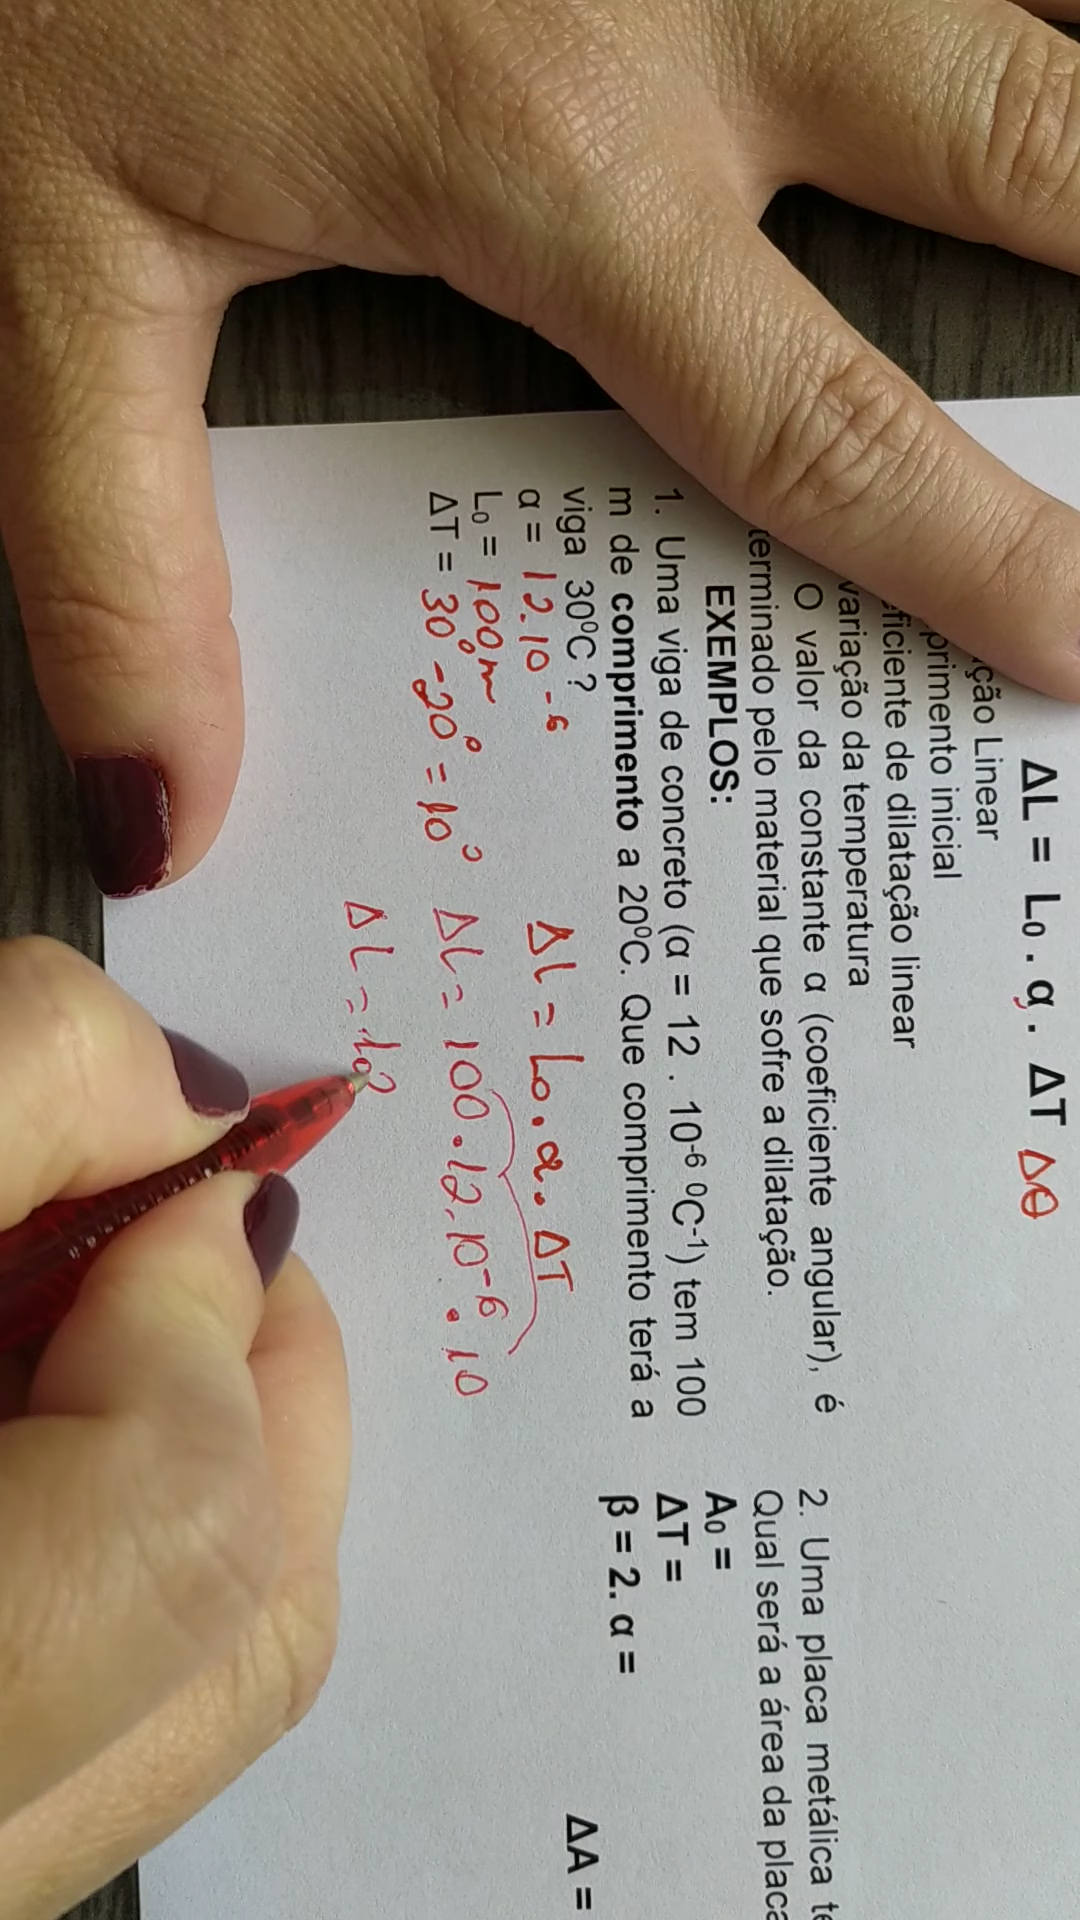 ΔL = L₀ . α . ΔT Δθ
ção Linear
primento inicial
ficiente de dilatação linear
variação da temperatura
O valor da constante α (coeficiente angular), é
terminado pelo material que sofre a dilatação.
EXEMPLOS:
1. Uma viga de concreto (α = 12 . 10⁻⁶ ⁰C⁻¹) tem 100
m de comprimento a 20⁰C. Que comprimento terá a
viga 30⁰C ?
α = 12.10⁻⁶
L₀ = 100m
ΔT = 30° - 20° = 10°
ΔL = L₀ . α . ΔT
ΔL = 100 . 12 . 10⁻⁶ . 10
ΔL = 10³
2. Uma placa metálica te
Qual será a área da placa
A₀ =
ΔT =
β = 2. α =
ΔA =